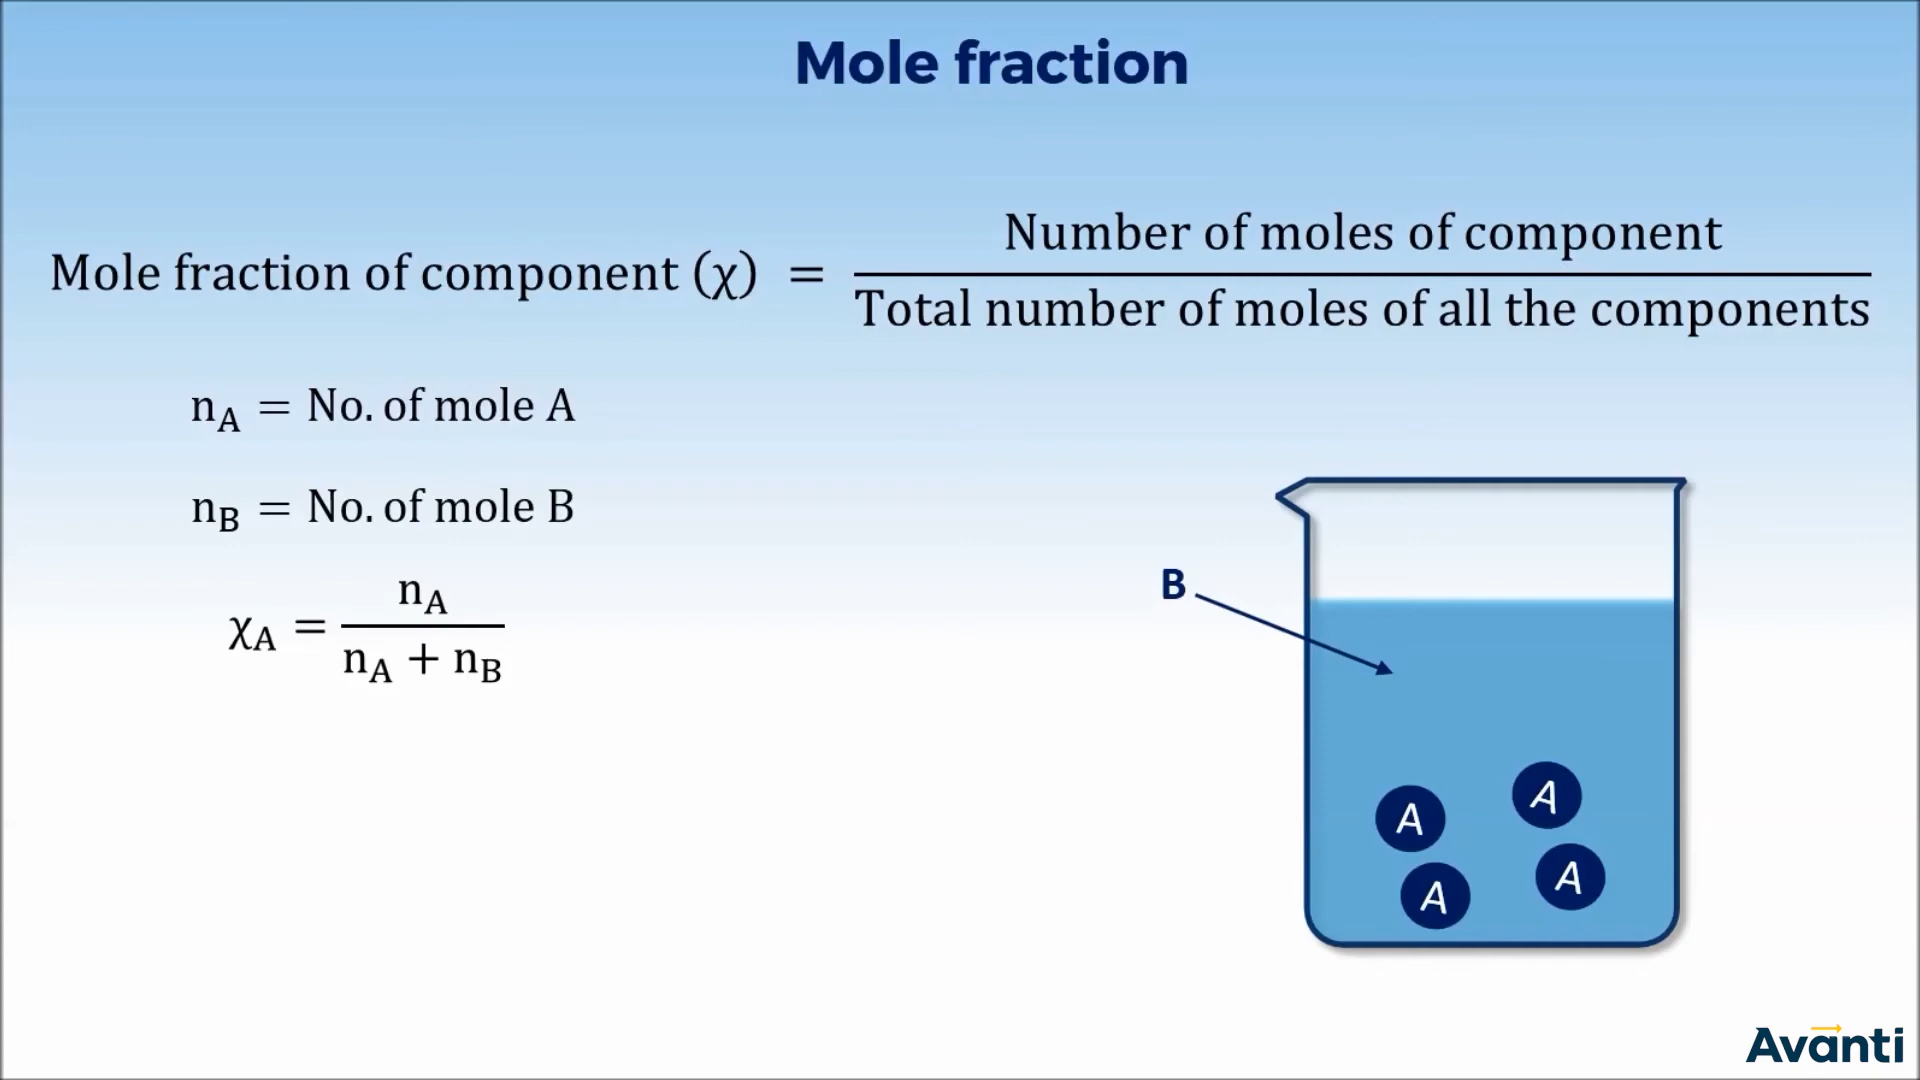 Mole fraction
Mole fraction of component (χ) = Number of moles of component / Total number of moles of all the components
n_A = No. of mole A
n_B = No. of mole B
χ_A = n_A / n_A + n_B
B
A
A
A
A
Avanti